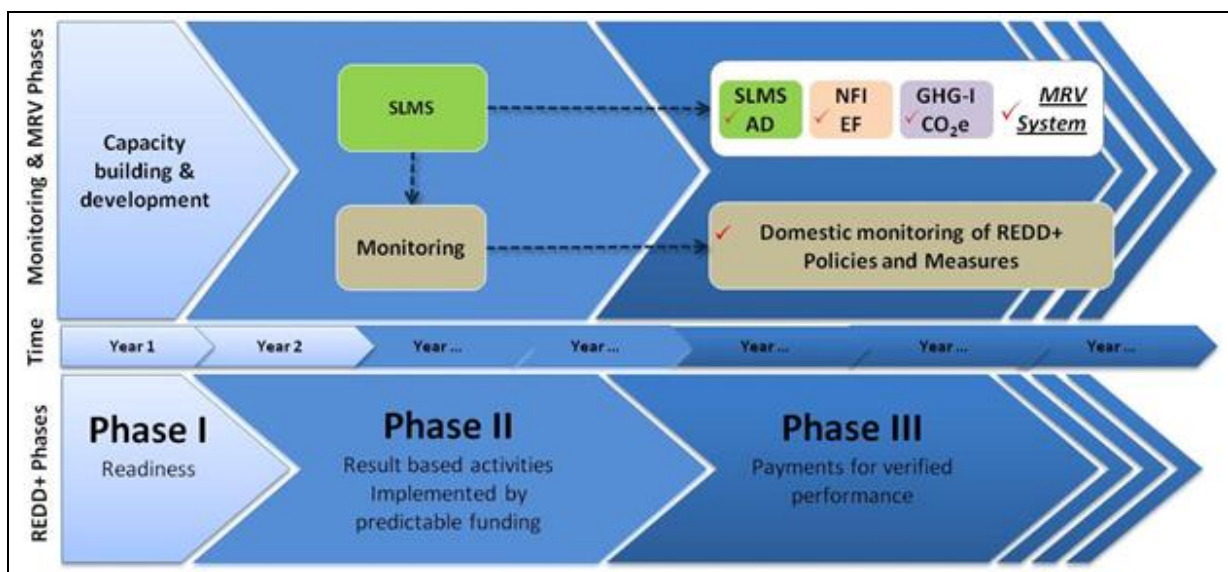 Monitoring & MRV Phases
Capacity
building &
development
SLMS
Monitoring
SLMS
AD
NFI
EF
GHG-I
CO₂e
MRV
System
Domestic monitoring of REDD+
Policies and Measures
Time
Year 1
Year 2
Year ...
Year ...
Year ...
Year ...
Year ...
REDD+ Phases
Phase I
Readiness
Phase II
Result based activities
Implemented by
predictable funding
Phase III
Payments for verified
performance